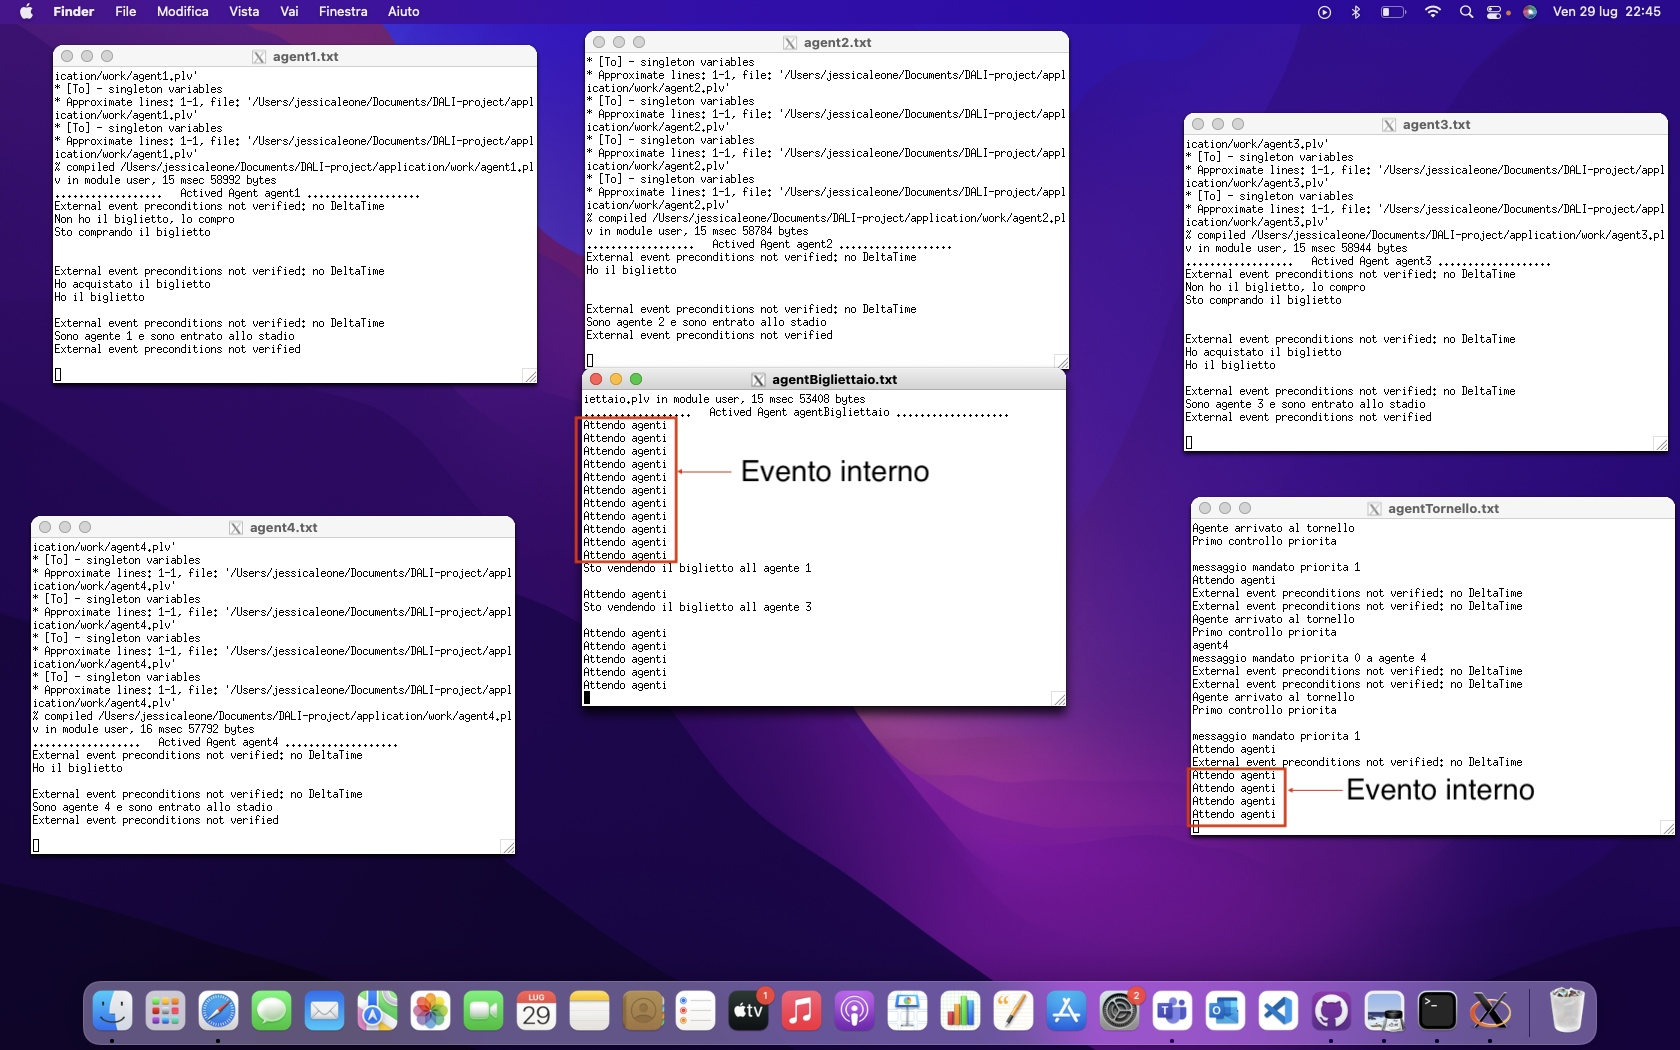 Finder File Modifica Vista Vai Finestra Aiuto
Ven 29 lug 22:45
agent1.txt
ication/work/agent1.plv'
* [To] - singleton variables
* Approximate lines: 1-1, file: '/Users/jessicaleone/Documents/DALI-project/appl
ication/work/agent1.plv'
* [To] - singleton variables
* Approximate lines: 1-1, file: '/Users/jessicaleone/Documents/DALI-project/appl
ication/work/agent1.plv'
% compiled /Users/jessicaleone/Documents/DALI-project/application/work/agent1.pl
v in module user, 15 msec 58992 bytes
.................. Actived Agent agent1 ...................
External event preconditions not verified: no DeltaTime
Non ho il biglietto, lo compro
Sto comprando il biglietto
External event preconditions not verified: no DeltaTime
Ho acquistato il biglietto
Ho il biglietto
External event preconditions not verified: no DeltaTime
Sono agente 1 e sono entrato allo stadio
External event preconditions not verified
agent2.txt
* [To] - singleton variables
* Approximate lines: 1-1, file: '/Users/jessicaleone/Documents/DALI-project/appl
ication/work/agent2.plv'
* [To] - singleton variables
* Approximate lines: 1-1, file: '/Users/jessicaleone/Documents/DALI-project/appl
ication/work/agent2.plv'
* [To] - singleton variables
* Approximate lines: 1-1, file: '/Users/jessicaleone/Documents/DALI-project/appl
ication/work/agent2.plv'
* [To] - singleton variables
* Approximate lines: 1-1, file: '/Users/jessicaleone/Documents/DALI-project/appl
ication/work/agent2.plv'
% compiled /Users/jessicaleone/Documents/DALI-project/application/work/agent2.pl
v in module user, 15 msec 58784 bytes
.................. Actived Agent agent2 ...................
External event preconditions not verified: no DeltaTime
Ho il biglietto
External event preconditions not verified: no DeltaTime
Sono agente 2 e sono entrato allo stadio
External event preconditions not verified
agent3.txt
ication/work/agent3.plv'
* [To] - singleton variables
* Approximate lines: 1-1, file: '/Users/jessicaleone/Documents/DALI-project/appl
ication/work/agent3.plv'
* [To] - singleton variables
* Approximate lines: 1-1, file: '/Users/jessicaleone/Documents/DALI-project/appl
ication/work/agent3.plv'
% compiled /Users/jessicaleone/Documents/DALI-project/application/work/agent3.pl
v in module user, 15 msec 58944 bytes
.................. Actived Agent agent3 ...................
External event preconditions not verified: no DeltaTime
Non ho il biglietto, lo compro
Sto comprando il biglietto
External event preconditions not verified: no DeltaTime
Ho acquistato il biglietto
Ho il biglietto
External event preconditions not verified: no DeltaTime
Sono agente 3 e sono entrato allo stadio
External event preconditions not verified
agentBigliettaio.txt
iettaio.plv in module user, 15 msec 53408 bytes
.................. Actived Agent agentBigliettaio ...................
Attendo agenti
Attendo agenti
Attendo agenti
Attendo agenti
Attendo agenti
Attendo agenti
Attendo agenti
Attendo agenti
Attendo agenti
Attendo agenti
Attendo agenti
Evento interno
Sto vendendo il biglietto all agente 1
Attendo agenti
Sto vendendo il biglietto all agente 3
Attendo agenti
Attendo agenti
Attendo agenti
Attendo agenti
Attendo agenti
agent4.txt
ication/work/agent4.plv'
* [To] - singleton variables
* Approximate lines: 1-1, file: '/Users/jessicaleone/Documents/DALI-project/appl
ication/work/agent4.plv'
* [To] - singleton variables
* Approximate lines: 1-1, file: '/Users/jessicaleone/Documents/DALI-project/appl
ication/work/agent4.plv'
* [To] - singleton variables
* Approximate lines: 1-1, file: '/Users/jessicaleone/Documents/DALI-project/appl
ication/work/agent4.plv'
* [To] - singleton variables
* Approximate lines: 1-1, file: '/Users/jessicaleone/Documents/DALI-project/appl
ication/work/agent4.plv'
% compiled /Users/jessicaleone/Documents/DALI-project/application/work/agent4.pl
v in module user, 16 msec 57792 bytes
.................. Actived Agent agent4 ...................
External event preconditions not verified: no DeltaTime
Ho il biglietto
External event preconditions not verified: no DeltaTime
Sono agente 4 e sono entrato allo stadio
External event preconditions not verified
agentTornello.txt
Agente arrivato al tornello
Primo controllo priorita
messaggio mandato priorita 1
Attendo agenti
External event preconditions not verified: no DeltaTime
External event preconditions not verified: no DeltaTime
Agente arrivato al tornello
Primo controllo priorita
agent4
messaggio mandato priorita 0 a agente 4
External event preconditions not verified: no DeltaTime
External event preconditions not verified: no DeltaTime
Agente arrivato al tornello
Primo controllo priorita
messaggio mandato priorita 1
Attendo agenti
External event preconditions not verified: no DeltaTime
Attendo agenti
Attendo agenti
Attendo agenti
Attendo agenti
Evento interno
LUG
29
tv
1
2